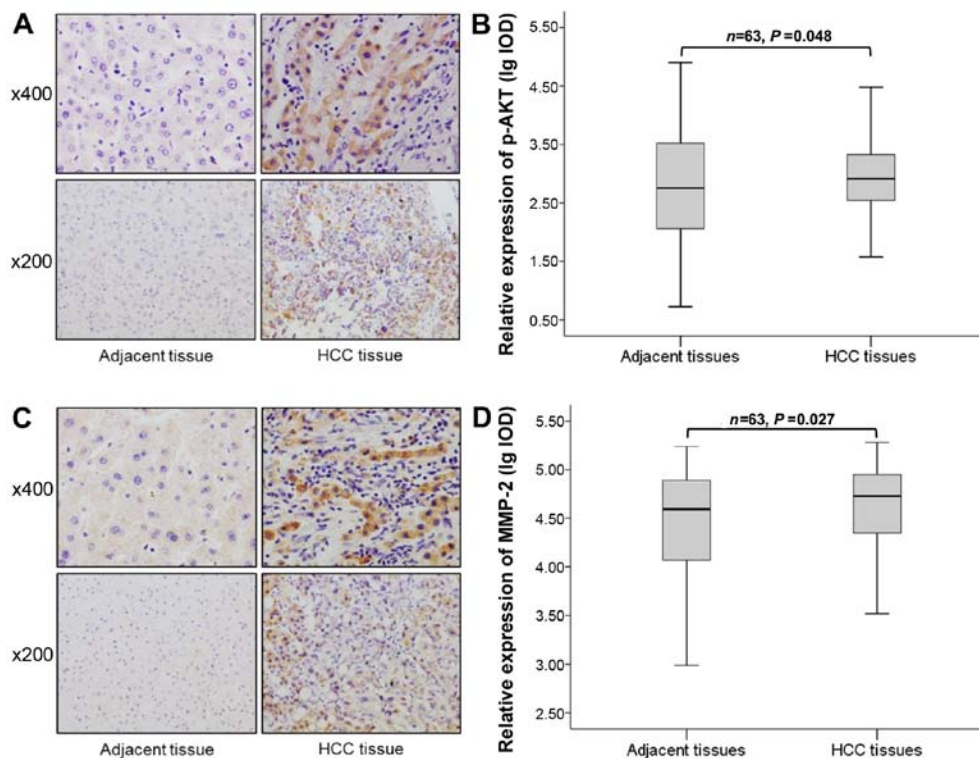 A
x400
x200
Adjacent tissue
HCC tissue
B
Relative expression of p-AKT (lg IOD)
5.50
4.50
3.50
2.50
1.50
0.50
n=63, P=0.048
Adjacent tissues
HCC tissues
C
x400
x200
Adjacent tissue
HCC tissue
D
Relative expression of MMP-2 (lg IOD)
5.50
5.00
4.50
4.00
3.50
3.00
2.50
n=63, P=0.027
Adjacent tissues
HCC tissues